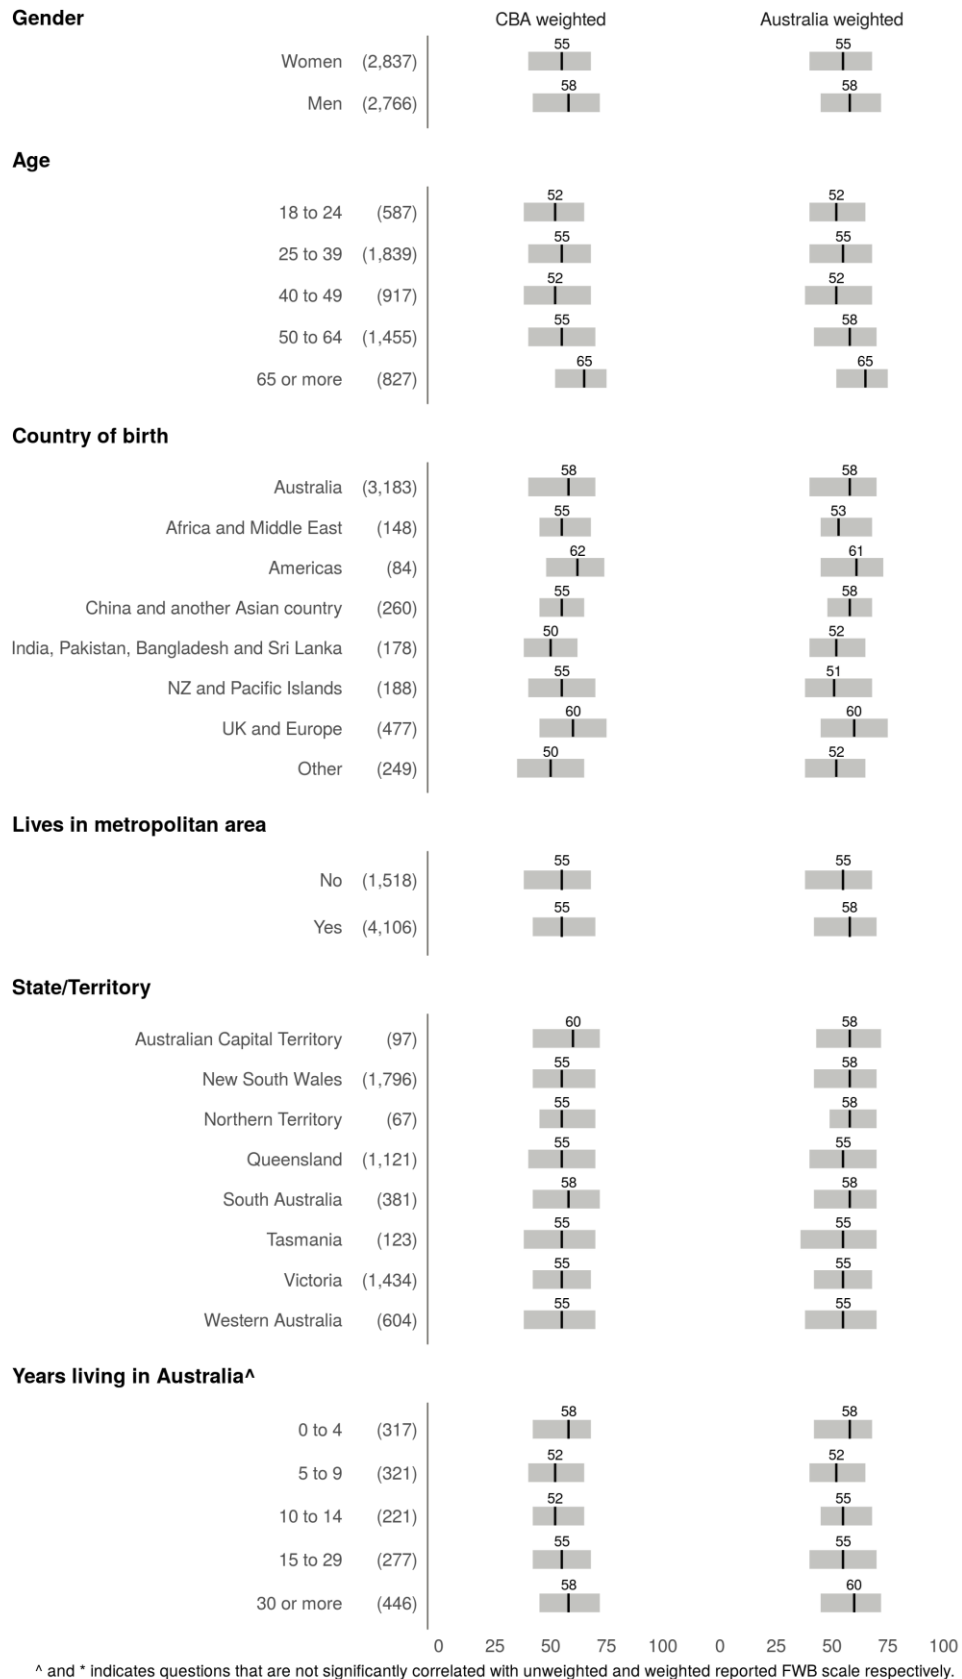 Gender CBA weighted Australia weighted
Women (2,837) 55 55
Men (2,766) 58 58
Age
18 to 24 (587) 52 52
25 to 39 (1,839) 55 55
40 to 49 (917) 52 52
50 to 64 (1,455) 55 58
65 or more (827) 65 65
Country of birth
Australia (3,183) 58 58
Africa and Middle East (148) 55 53
Americas (84) 62 61
China and another Asian country (260) 55 58
India, Pakistan, Bangladesh and Sri Lanka (178) 50 52
NZ and Pacific Islands (188) 55 51
UK and Europe (477) 60 60
Other (249) 50 52
Lives in metropolitan area
No (1,518) 55 55
Yes (4,106) 55 58
State/Territory
Australian Capital Territory (97) 60 58
New South Wales (1,796) 55 58
Northern Territory (67) 55 58
Queensland (1,121) 55 55
South Australia (381) 58 58
Tasmania (123) 55 55
Victoria (1,434) 55 55
Western Australia (604) 55 55
Years living in Australia^
0 to 4 (317) 58 58
5 to 9 (321) 52 52
10 to 14 (221) 52 55
15 to 29 (277) 55 55
30 or more (446) 58 60
0 25 50 75 100 0 25 50 75 100
^ and * indicates questions that are not significantly correlated with unweighted and weighted reported FWB scale respectively.